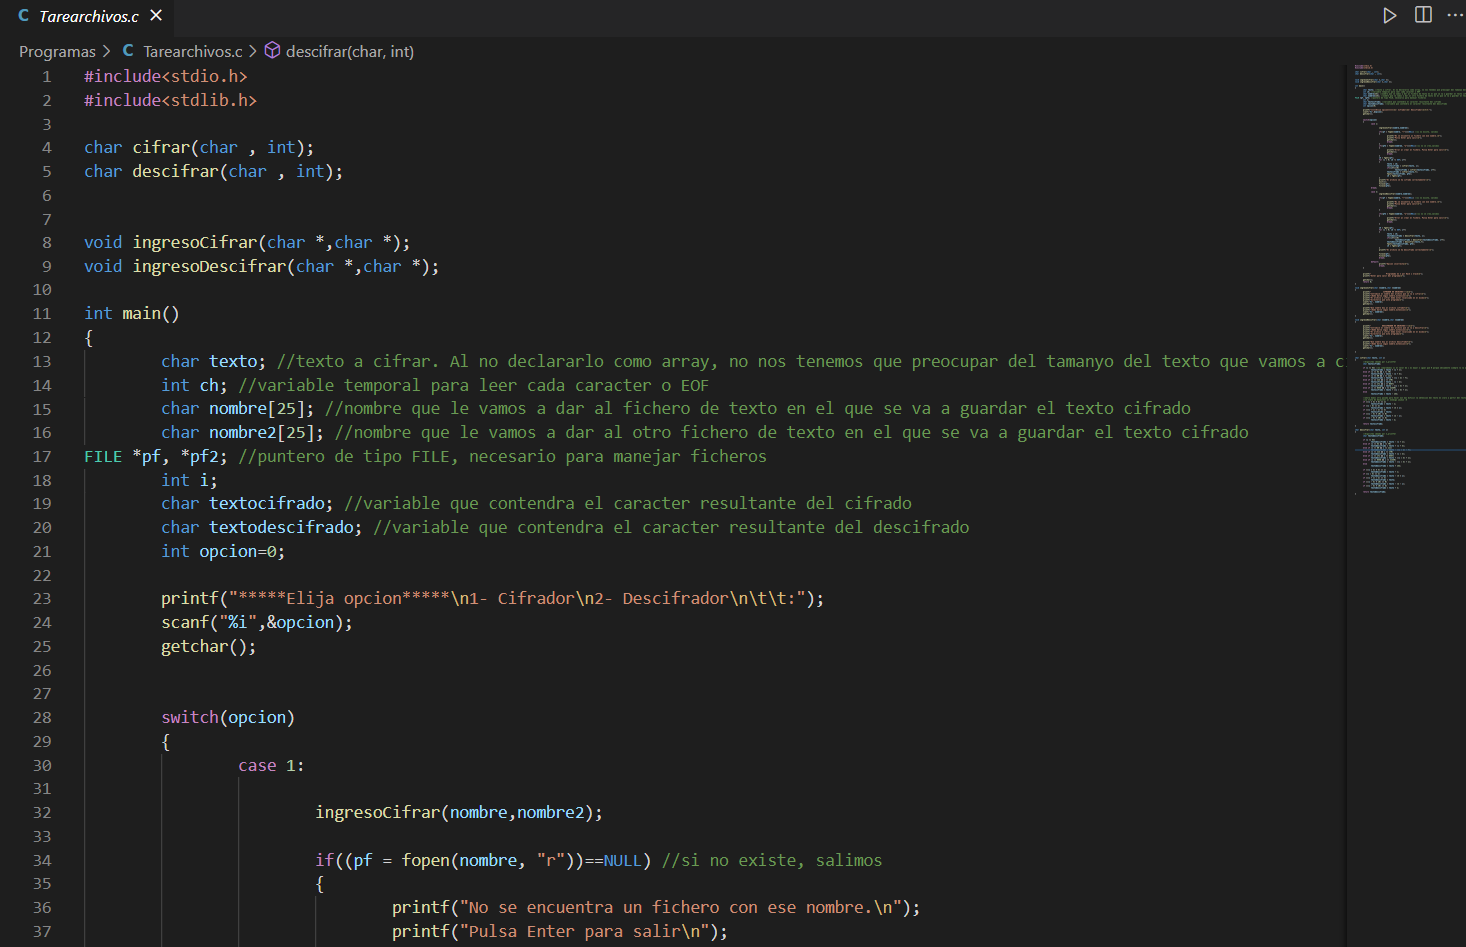 C Tarearchivos.c
Programas > C Tarearchivos.c > descifrar(char, int)
1 #include<stdio.h>
2 #include<stdlib.h>
3
4 char cifrar(char , int);
5 char descifrar(char , int);
6
7
8 void ingresoCifrar(char *,char *);
9 void ingresoDescifrar(char *,char *);
10
11 int main()
12 {
13 char texto; //texto a cifrar. Al no declararlo como array, no nos tenemos que preocupar del tamanyo del texto que vamos a c
14 int ch; //variable temporal para leer cada caracter o EOF
15 char nombre[25]; //nombre que le vamos a dar al fichero de texto en el que se va a guardar el texto cifrado
16 char nombre2[25]; //nombre que le vamos a dar al otro fichero de texto en el que se va a guardar el texto cifrado
17 FILE *pf, *pf2; //puntero de tipo FILE, necesario para manejar ficheros
18 int i;
19 char textocifrado; //variable que contendra el caracter resultante del cifrado
20 char textodescifrado; //variable que contendra el caracter resultante del descifrado
21 int opcion=0;
22
23 printf("*****Elija opcion*****\n1- Cifrador\n2- Descifrador\n\t\t:");
24 scanf("%i",&opcion);
25 getchar();
26
27
28 switch(opcion)
29 {
30 case 1:
31
32 ingresoCifrar(nombre,nombre2);
33
34 if((pf = fopen(nombre, "r"))==NULL) //si no existe, salimos
35 {
36 printf("No se encuentra un fichero con ese nombre.\n");
37 printf("Pulsa Enter para salir\n");